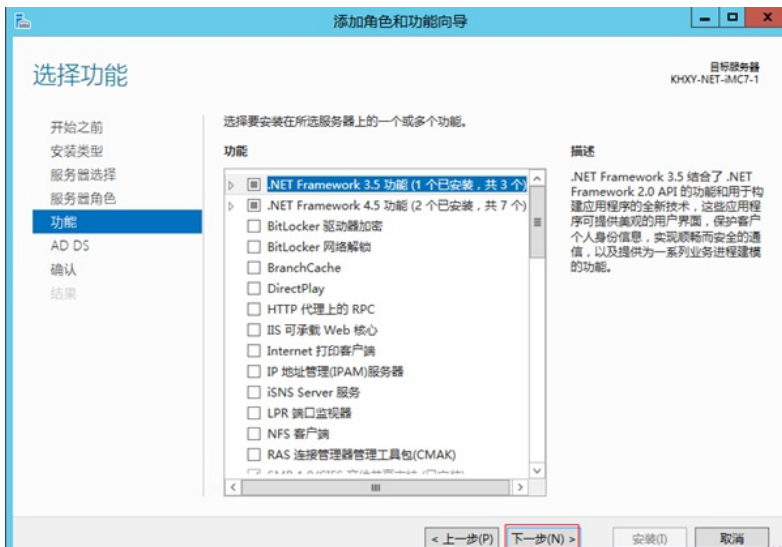 添加角色和功能向导
选择功能
目标服务器
KHXY-NET-iMC7-1
开始之前
安装类型
服务器选择
服务器角色
功能
AD DS
确认
结果
选择要安装在所选服务器上的一个或多个功能。
功能
.NET Framework 3.5 功能 (1 个已安装，共 3 个)
.NET Framework 4.5 功能 (2 个已安装，共 7 个)
BitLocker 驱动器加密
BitLocker 网络解锁
BranchCache
DirectPlay
HTTP 代理上的 RPC
IIS 可承载 Web 核心
Internet 打印客户端
IP 地址管理(IPAM)服务器
iSNS Server 服务
LPR 端口监视器
NFS 客户端
RAS 连接管理器管理工具包(CMAK)
描述
.NET Framework 3.5 结合了 .NET
Framework 2.0 API 的功能和用于构
建应用程序的全新技术，这些应用程
序可提供美观的用户界面，保护客户
个人身份信息，实现顺畅而安全的通
信，以及提供为一系列业务进程建模
的功能。
< 上一步(P)
下一步(N) >
安装(I)
取消